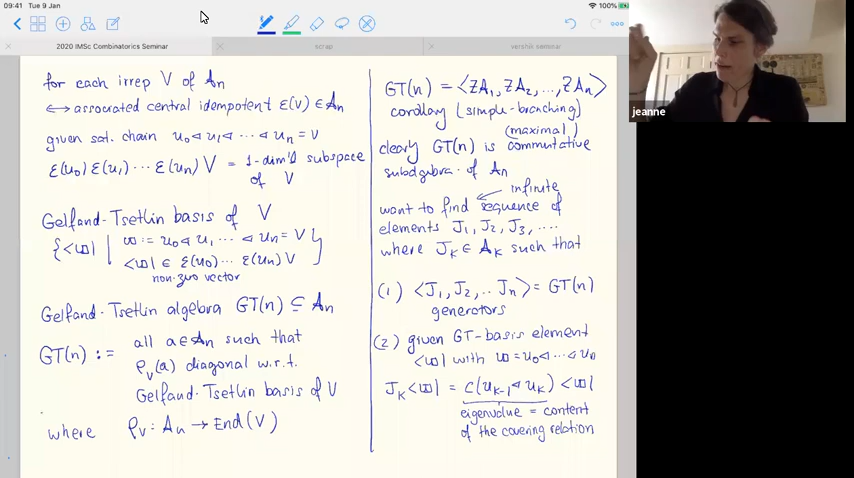 09:41 Tue 9 Jan
100%
2020 IMSc Combinatorics Seminar
scrap
vershik seminar
for each irrep V of An
⟷ associated central idempotent ε(V) ∈ An
given sat. chain u0 ◁ u1 ◁ ··· ◁ un = V
ε(u0) ε(u1) ··· ε(un) V = 1-dim'l subspace
of V
Gelfand-Tsetlin basis of V
{<ω| | ω := u0 ◁ u1 ··· ◁ un = V
<ω| ∈ ε(u0) ··· ε(un) V }
non-zero vector
Gelfand-Tsetlin algebra GT(n) ⊆ An
GT(n) := all a ∈ An such that
ρV(a) diagonal w.r.t.
Gelfand-Tsetlin basis of V
where ρV : An → End(V)
GT(n) = <ZA1, ZA2, ..., ZAn>
corollary (simple-branching)
(maximal)
clearly GT(n) is commutative
subalgebra of An
infinite
want to find sequence of
elements J1, J2, J3, ....
where JK ∈ AK such that
(1) <J1, J2, .. Jn> = GT(n)
generators
(2) given GT-basis element
<ω| with ω = u0 ◁ ··· ◁ un
JK <ω| = c(uK-1 ◁ uK) <ω|
eigenvalue = content
of the covering relation
jeanne